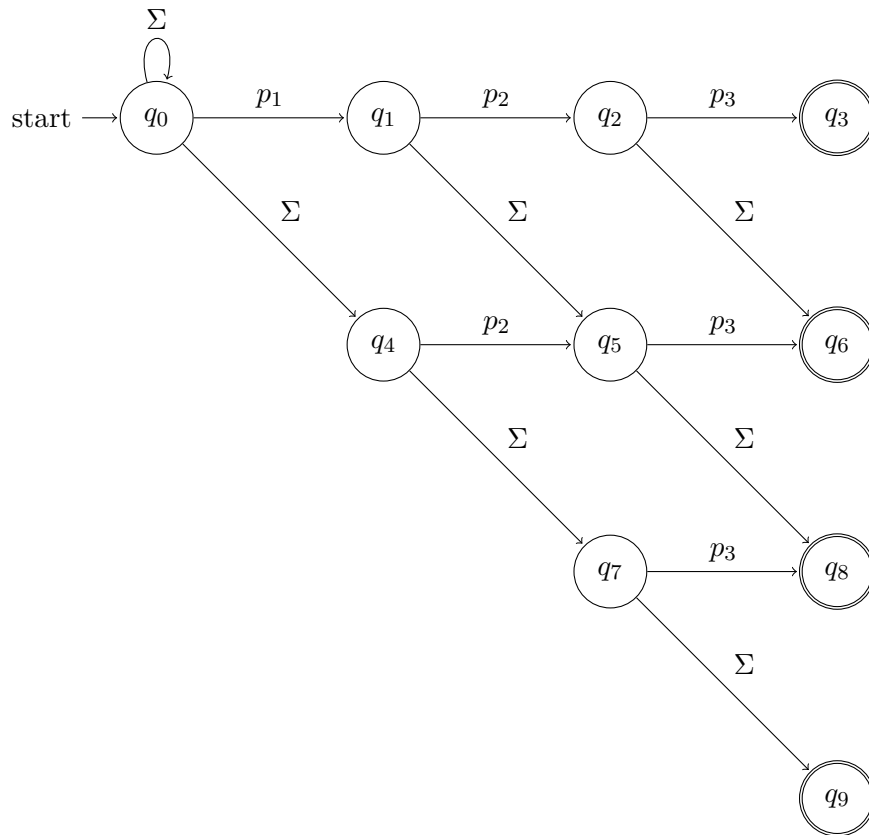 Σ
start q₀ p₁ q₁ p₂ q₂ p₃ q₃
Σ Σ Σ
q₄ p₂ q₅ p₃ q₆
Σ Σ
q₇ p₃ q₈
Σ
q₉